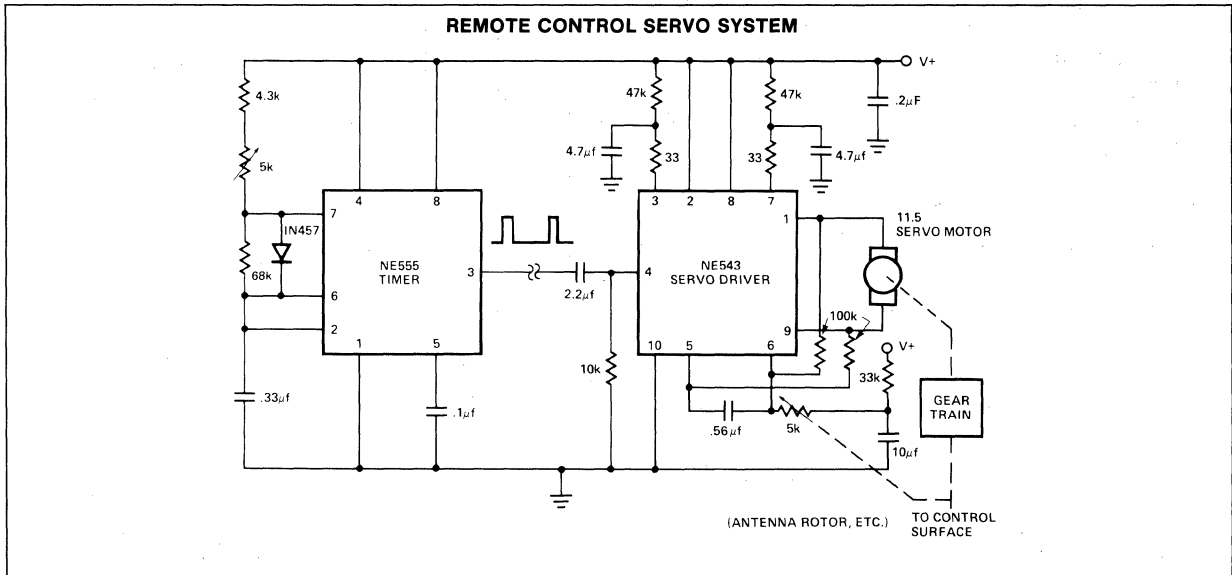 REMOTE CONTROL SERVO SYSTEM
V+
4.3k
47k
47k
.2µF
4.7µf
33
33
4.7µf
5k
4
8
3
2
8
7
7
1
11.5
SERVO MOTOR
IN457
68k
NE555
TIMER
3
4
NE543
SERVO DRIVER
2.2µf
6
100k
2
9
V+
1
5
10
5
6
10k
33k
GEAR
TRAIN
.33µf
.1µf
.56µf
5k
10µf
(ANTENNA ROTOR, ETC.)
TO CONTROL
SURFACE